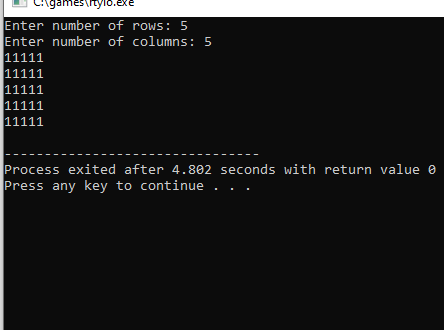 C:\games\rtyio.exe
Enter number of rows: 5
Enter number of columns: 5
11111
11111
11111
11111
11111
--------------------------------
Process exited after 4.802 seconds with return value 0
Press any key to continue . . .